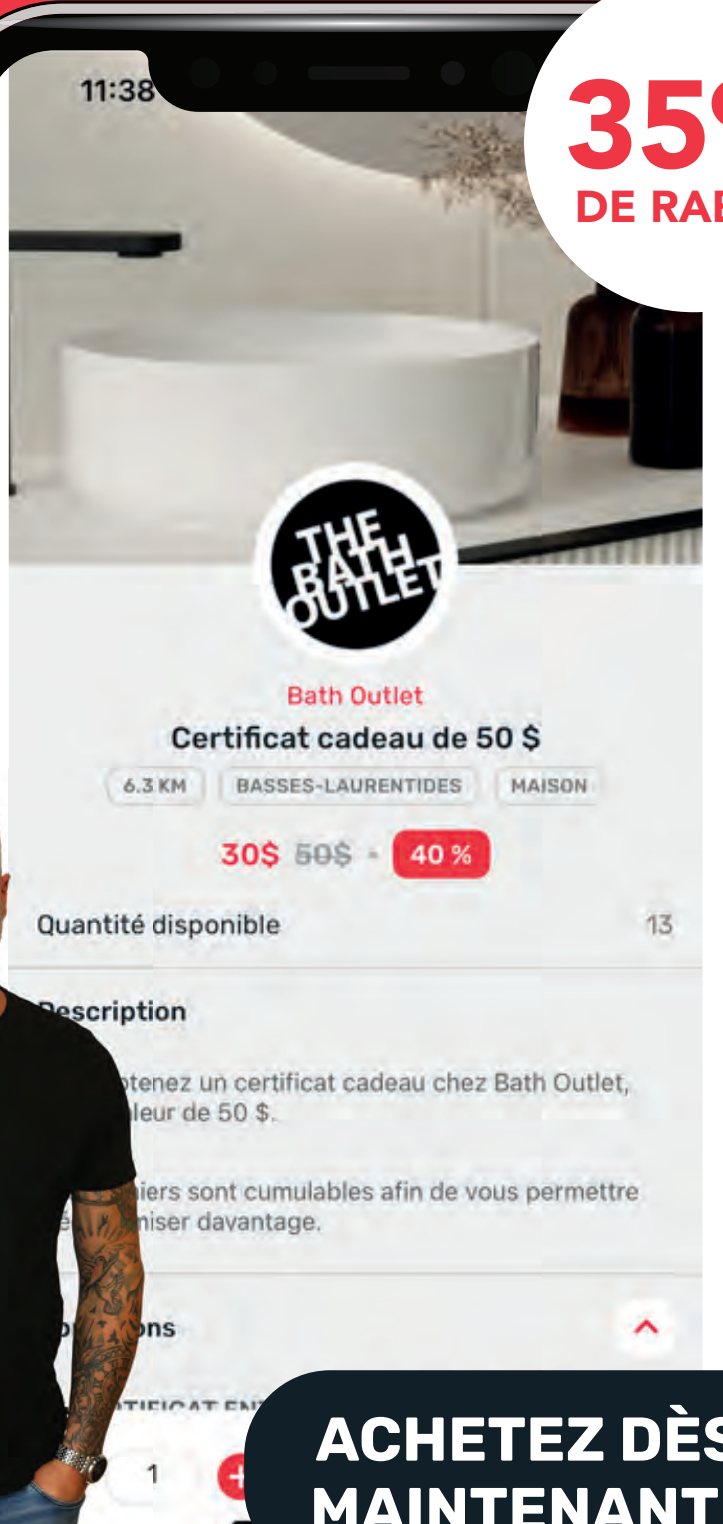 11:38
35
DE
THE
BATH
OUTLET
Bath Outlet
Certificat cadeau de 50 $
6.3 KM BASSES-LAURENTIDES MAISON
30$ 50$ - 40 %
Quantité disponible 13
Description
un certificat cadeau chez Bath Outlet,
de 50 $.
sont cumulables afin de vous permettre
davantage.
1 +
ACHETEZ DÈS
MAINTENANT